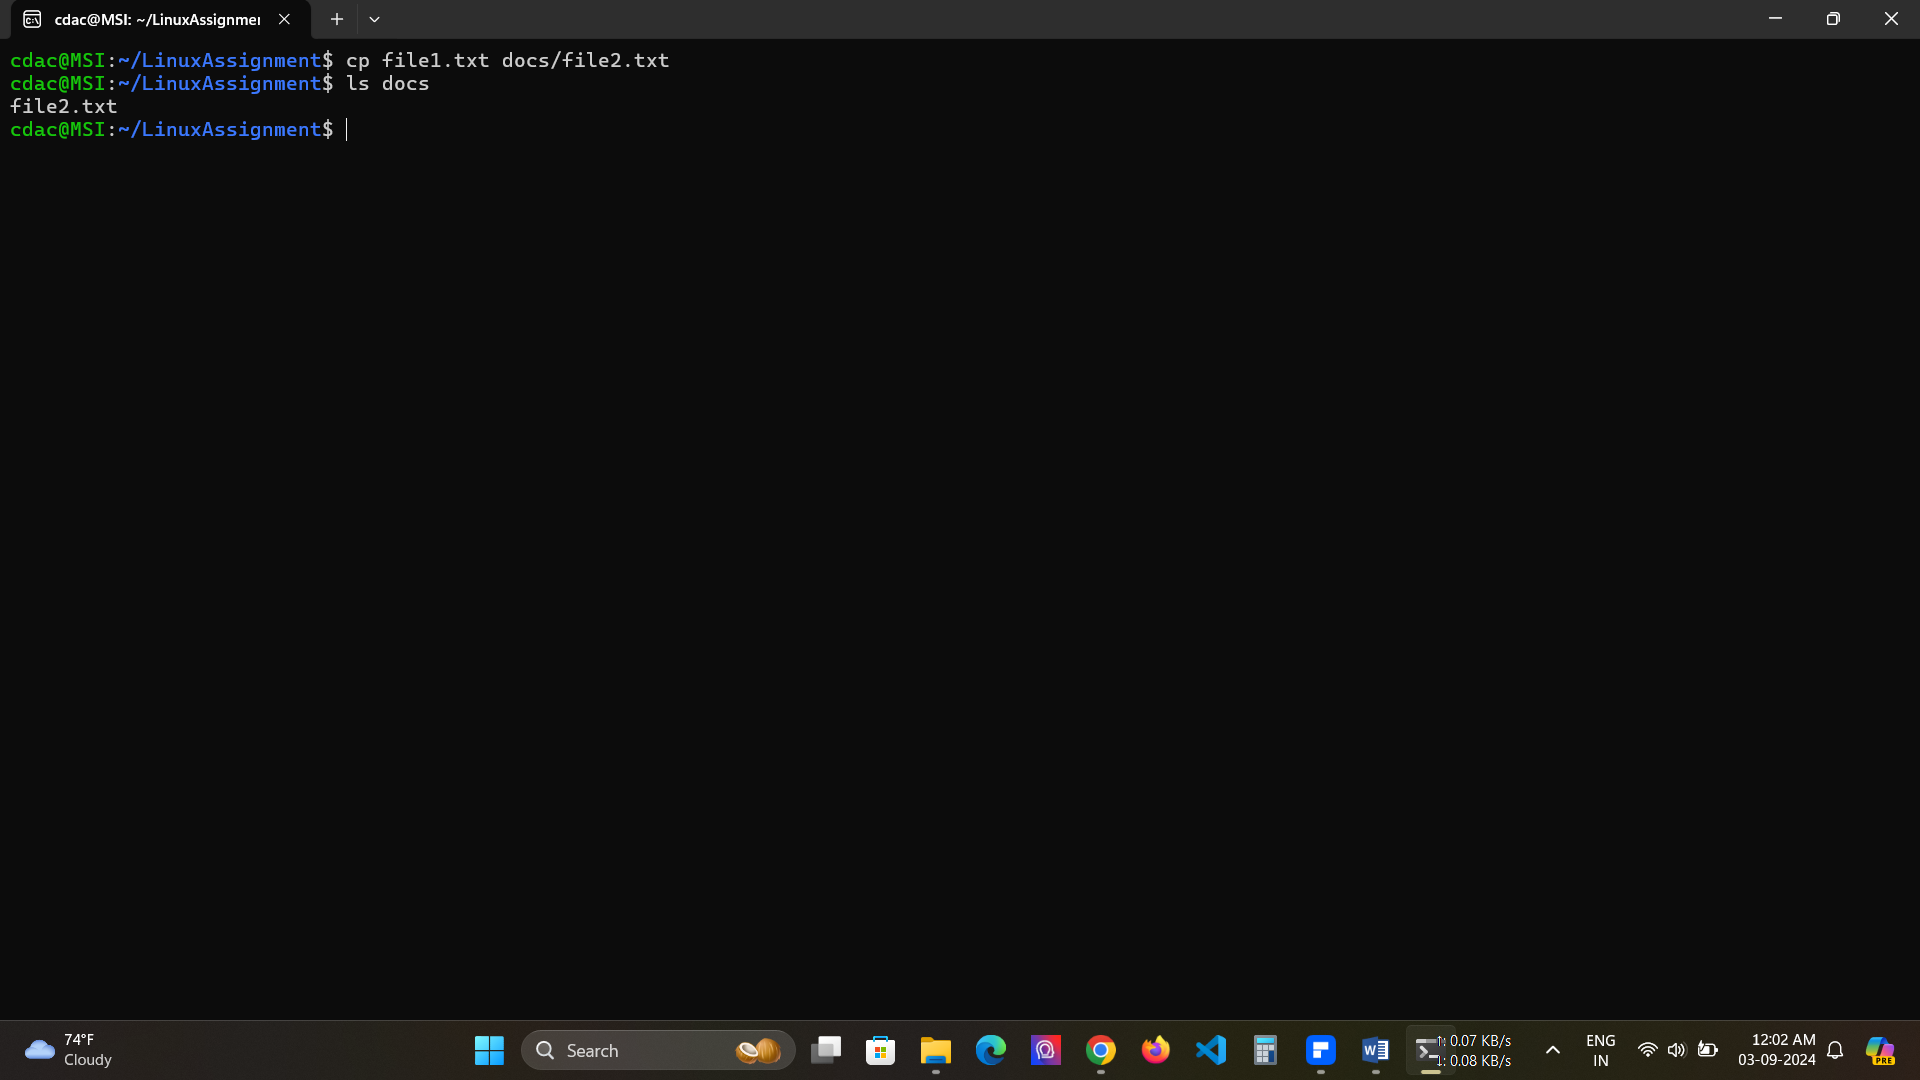 cdac@MSI: ~/LinuxAssignmer
cdac@MSI:~/LinuxAssignment$ cp file1.txt docs/file2.txt
cdac@MSI:~/LinuxAssignment$ ls docs
file2.txt
cdac@MSI:~/LinuxAssignment$
74°F
Cloudy
Search
↑: 0.07 KB/s
↓: 0.08 KB/s
ENG
IN
12:02 AM
03-09-2024
PRE